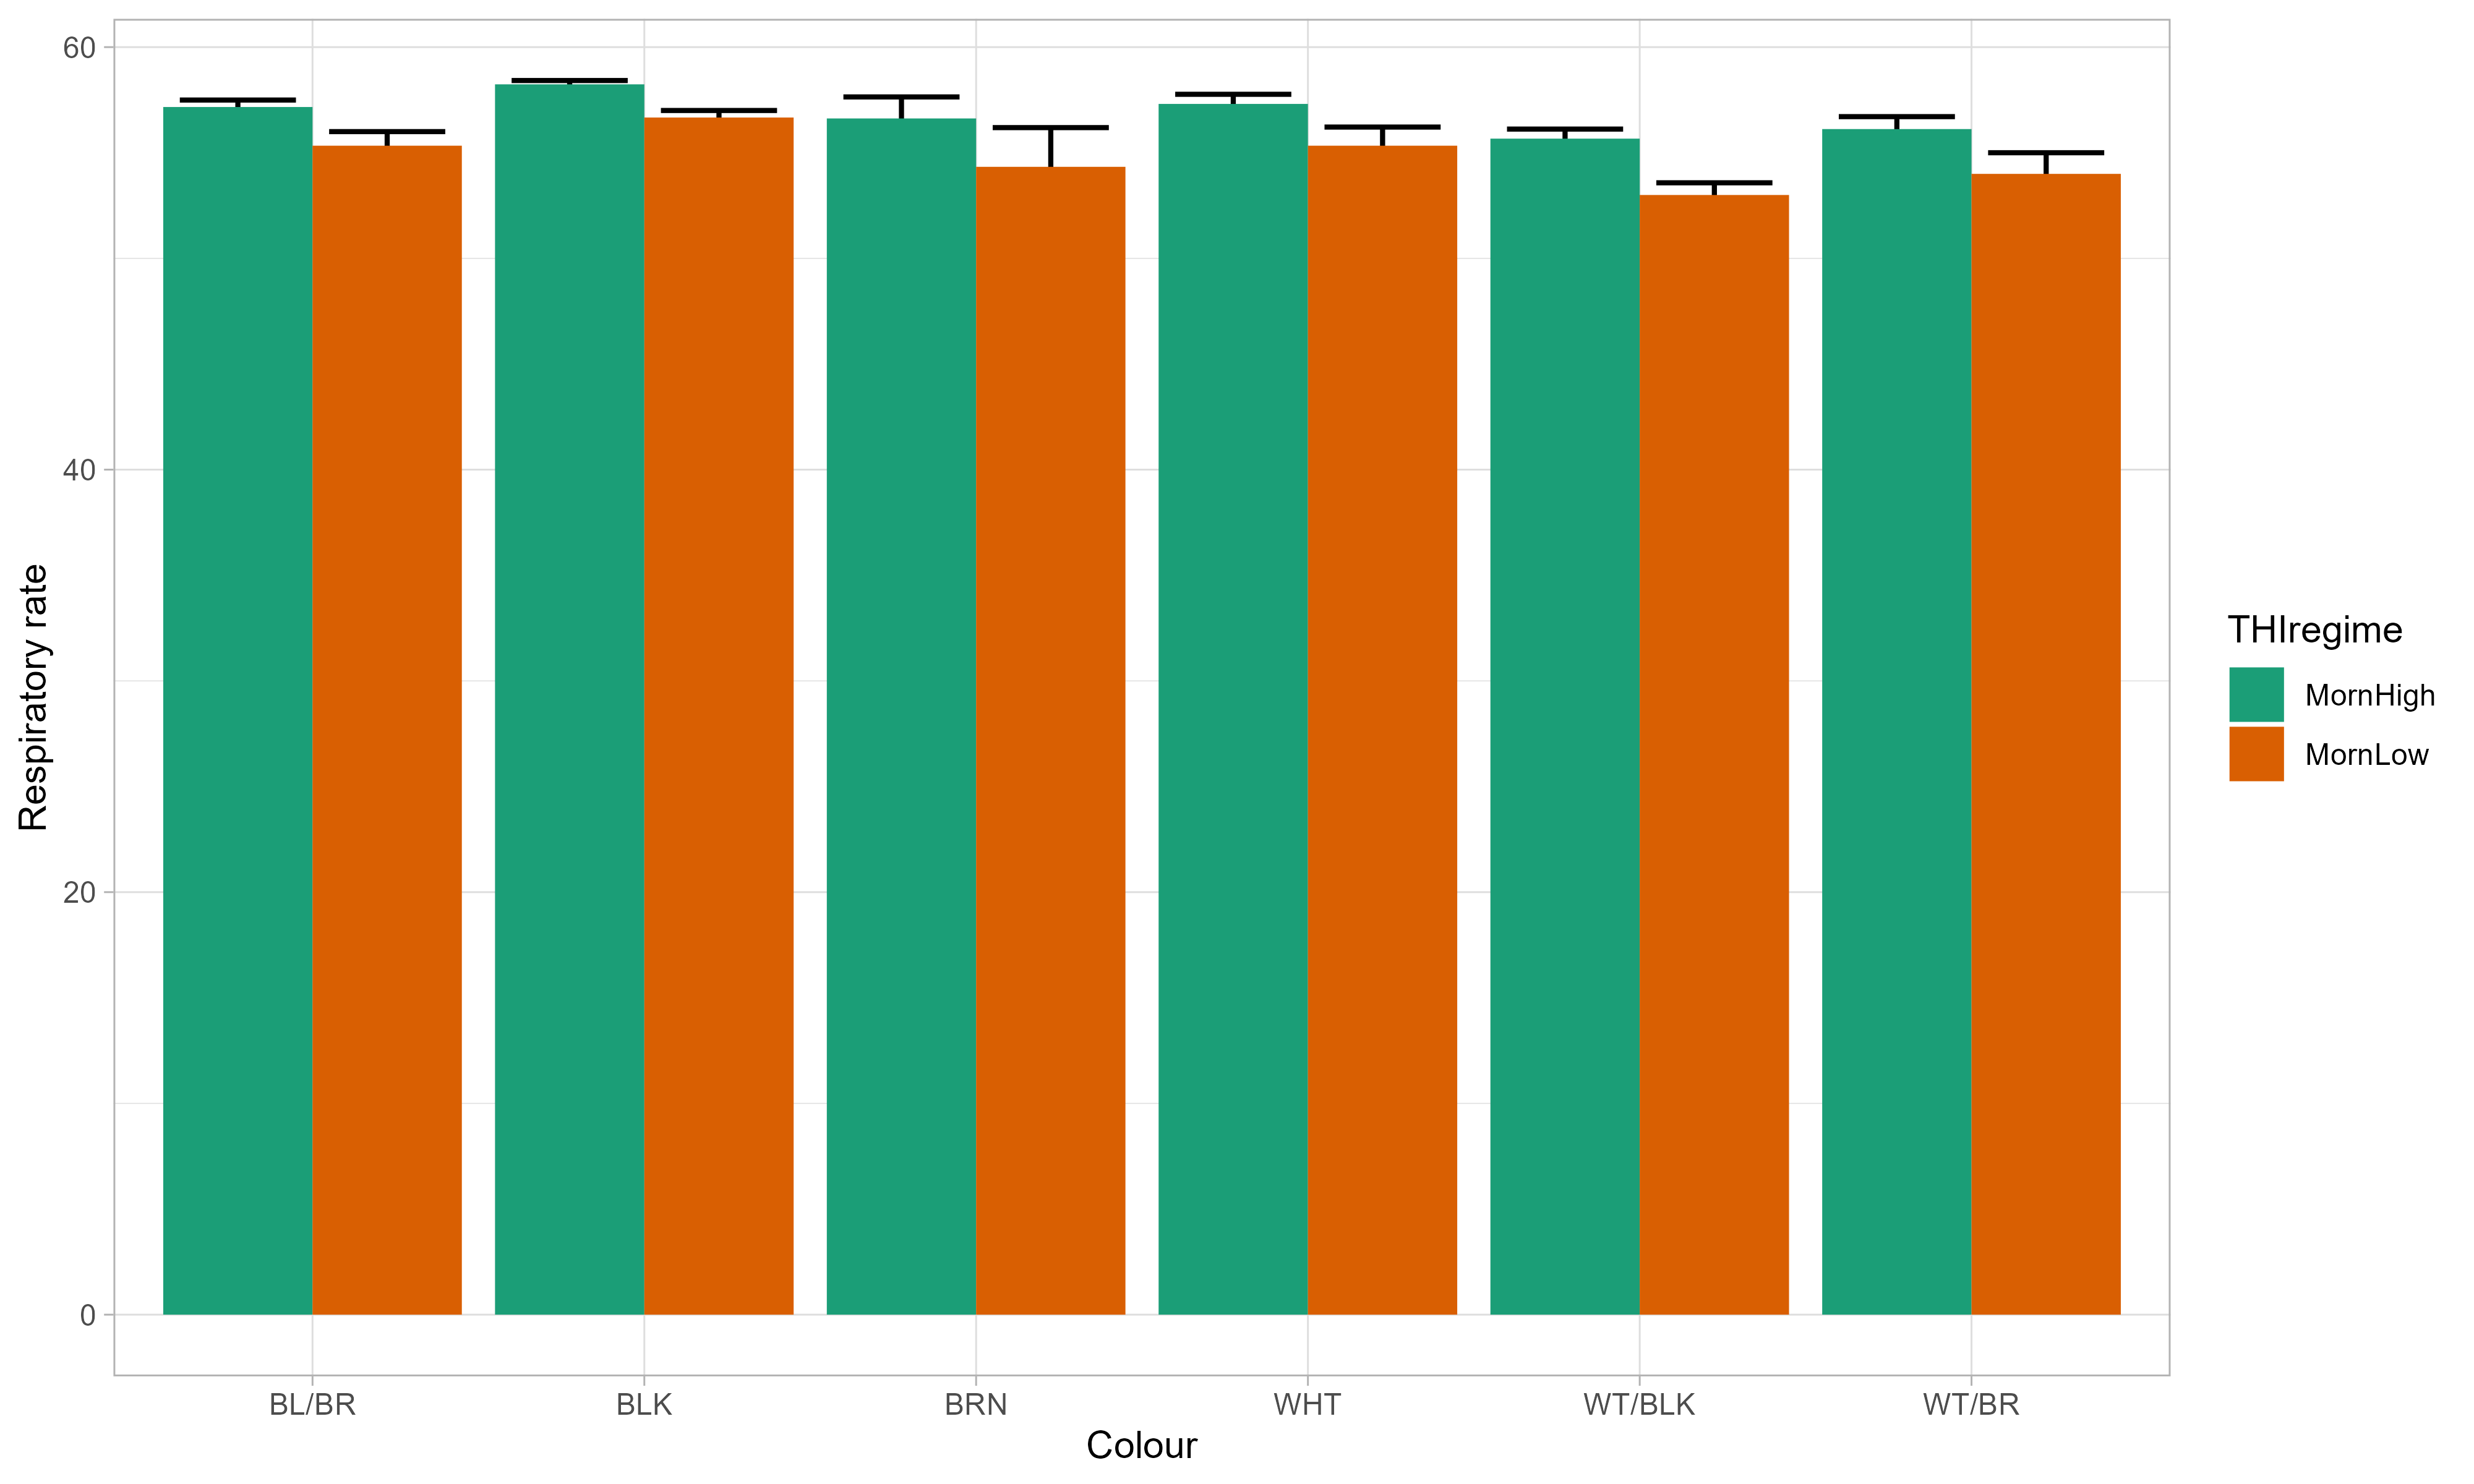 60
40
20
0
Respiratory rate
BL/BR
BLK
BRN
WHT
WT/BLK
WT/BR
Colour
THIregime
MornHigh
MornLow